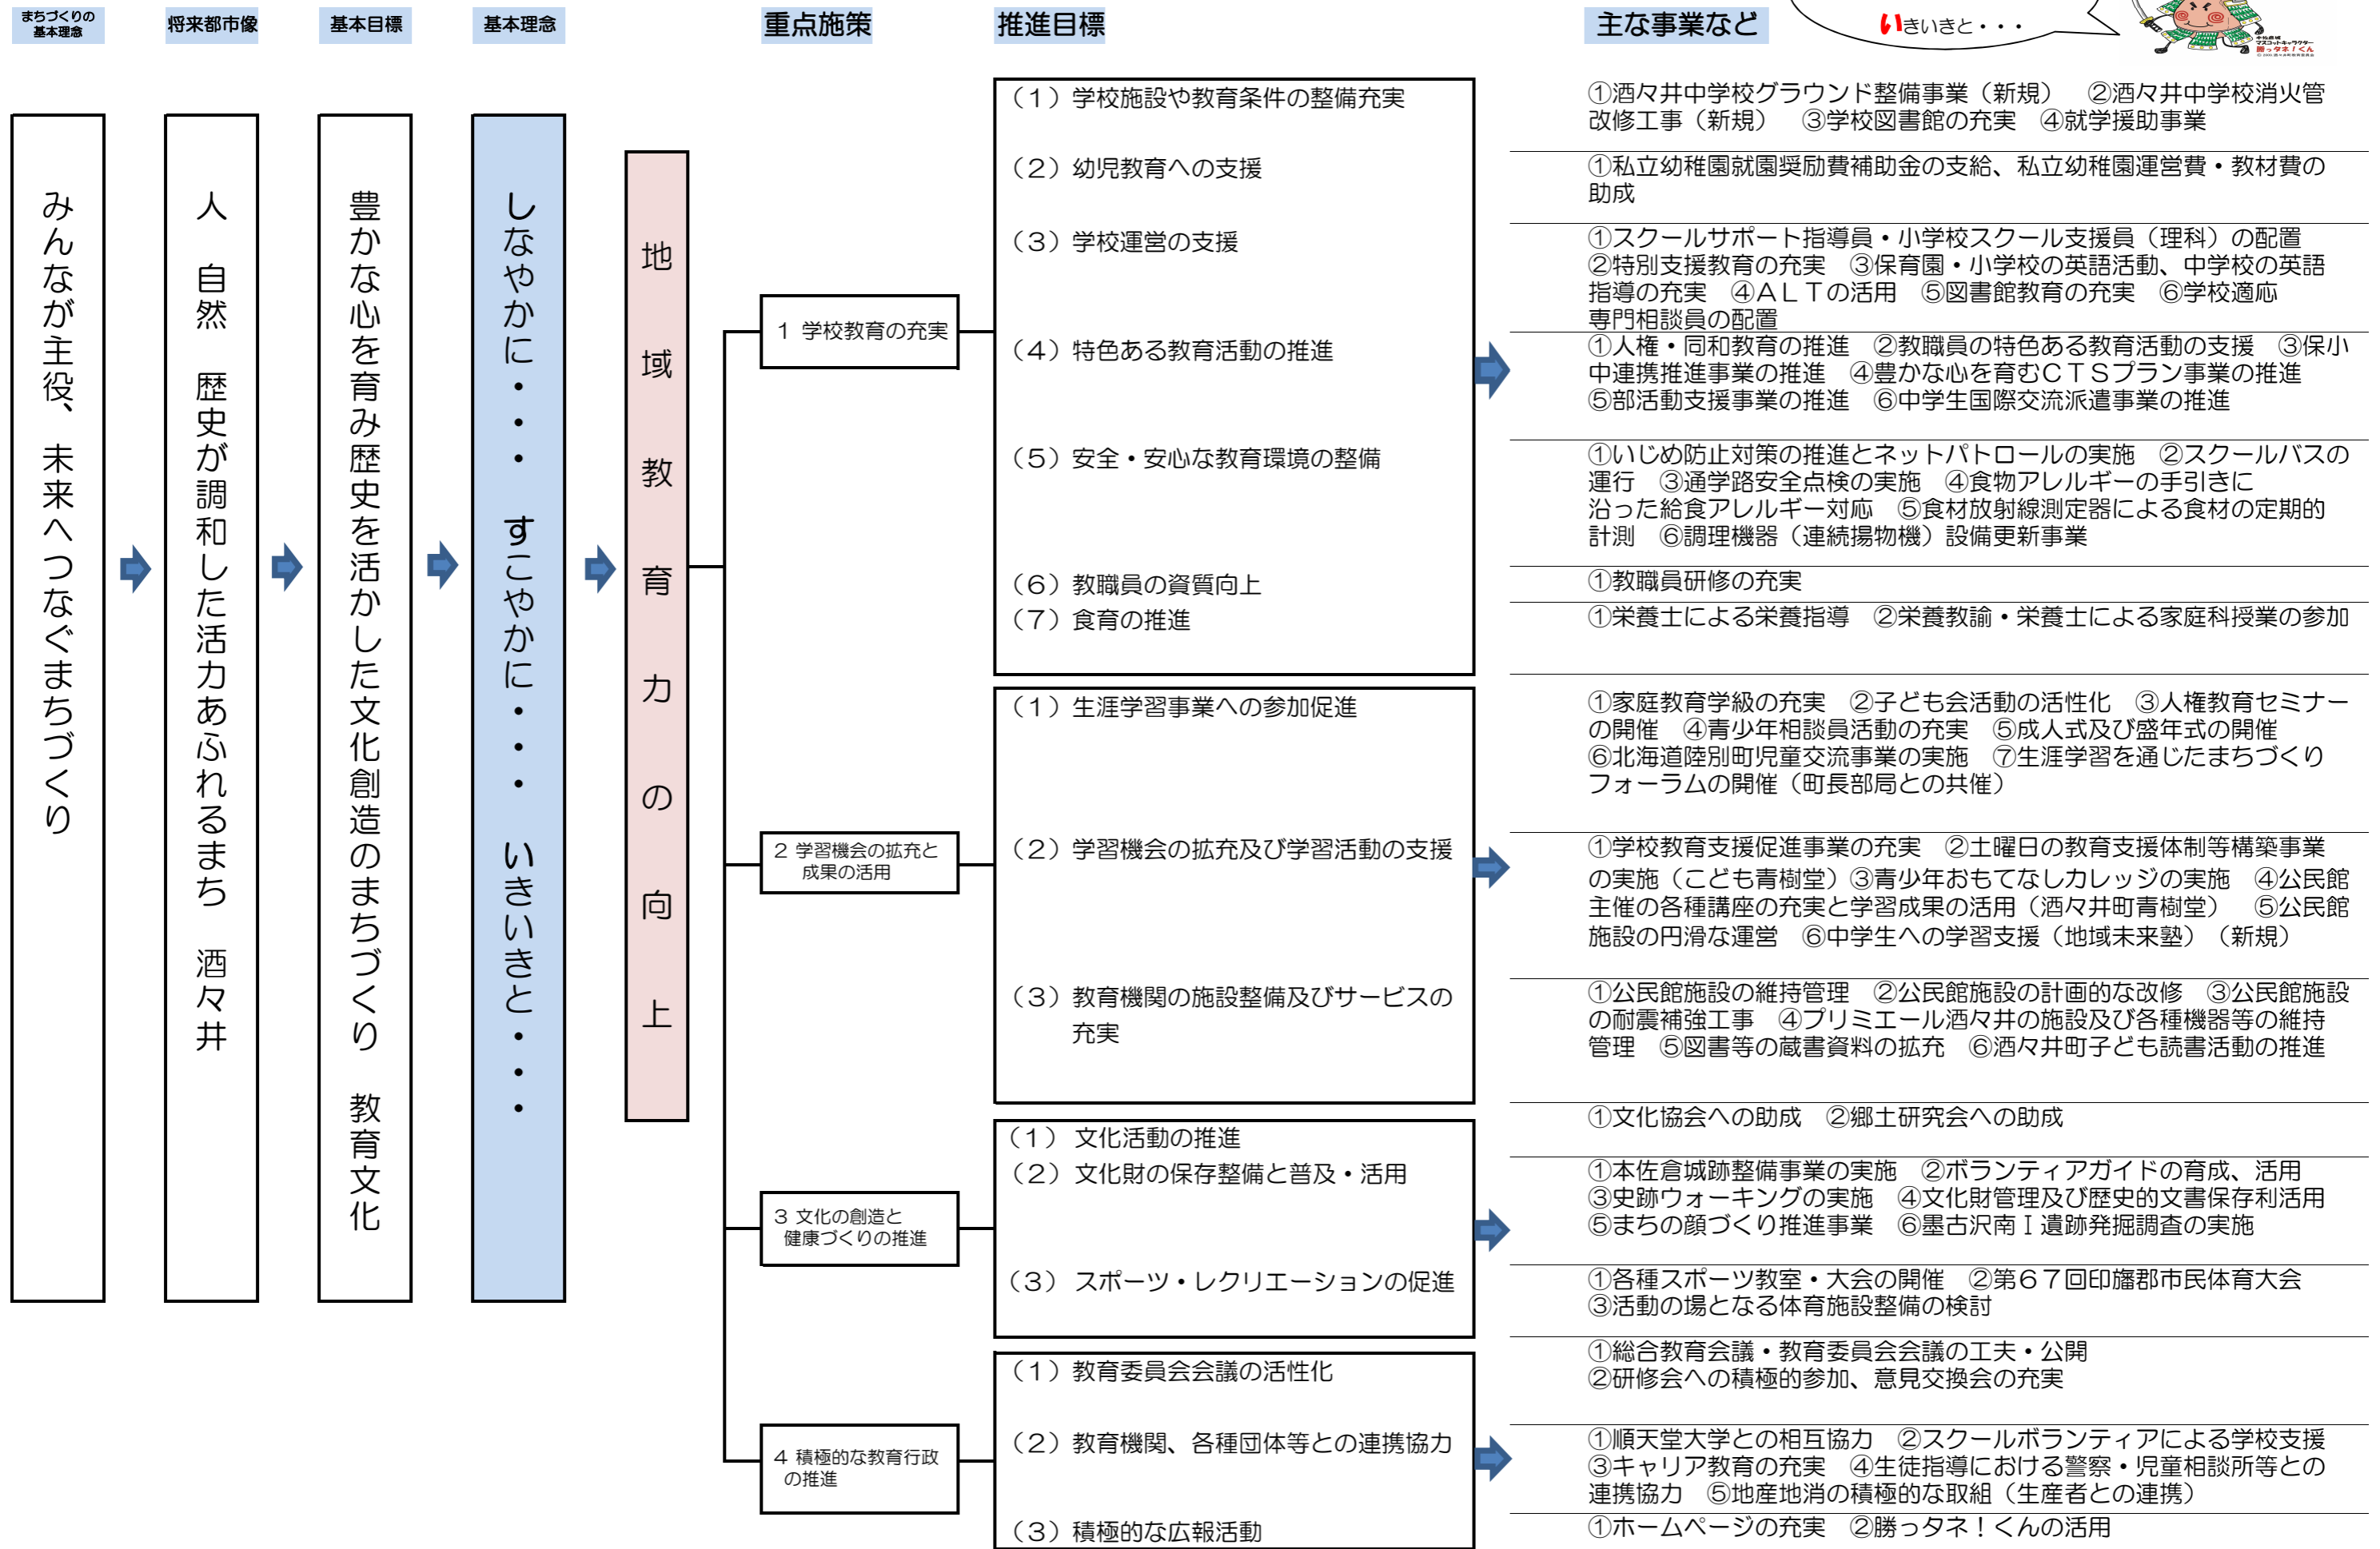 まちづくりの
基本理念
将来都市像
基本目標
基本理念
重点施策
推進目標
主な事業など
いきいきと・・・
本佐倉城
マスコットキャラクター
勝っタネ!くん
みんなが主役、未来へつなぐまちづくり
人　自然　歴史が調和した活力あふれるまち　酒々井
豊かな心を育み歴史を活かした文化創造のまちづくり　教育文化
しなやかに・・・　すこやかに・・・　いきいきと・・・
地域教育力の向上
1 学校教育の充実
(1)学校施設や教育条件の整備充実
①酒々井中学校グラウンド整備事業(新規)　②酒々井中学校消火管
改修工事(新規)　③学校図書館の充実　④就学援助事業
(2)幼児教育への支援
①私立幼稚園就園奨励費補助金の支給、私立幼稚園運営費・教材費の
助成
(3)学校運営の支援
①スクールサポート指導員・小学校スクール支援員(理科)の配置
②特別支援教育の充実　③保育園・小学校の英語活動、中学校の英語
指導の充実　④ALTの活用　⑤図書館教育の充実　⑥学校適応
専門相談員の配置
(4)特色ある教育活動の推進
①人権・同和教育の推進　②教職員の特色ある教育活動の支援　③保小
中連携推進事業の推進　④豊かな心を育むCTSプラン事業の推進
⑤部活動支援事業の推進　⑥中学生国際交流派遣事業の推進
(5)安全・安心な教育環境の整備
①いじめ防止対策の推進とネットパトロールの実施　②スクールバスの
運行　③通学路安全点検の実施　④食物アレルギーの手引きに
沿った給食アレルギー対応　⑤食材放射線測定器による食材の定期的
計測　⑥調理機器(連続揚物機)設備更新事業
(6)教職員の資質向上
①教職員研修の充実
(7)食育の推進
①栄養士による栄養指導　②栄養教諭・栄養士による家庭科授業の参加
2 学習機会の拡充と
成果の活用
(1)生涯学習事業への参加促進
①家庭教育学級の充実　②子ども会活動の活性化　③人権教育セミナー
の開催　④青少年相談員活動の充実　⑤成人式及び盛年式の開催
⑥北海道陸別町児童交流事業の実施　⑦生涯学習を通じたまちづくり
フォーラムの開催(町長部局との共催)
(2)学習機会の拡充及び学習活動の支援
①学校教育支援促進事業の充実　②土曜日の教育支援体制等構築事業
の実施(こども青樹堂)③青少年おもてなしカレッジの実施　④公民館
主催の各種講座の充実と学習成果の活用(酒々井町青樹堂)　⑤公民館
施設の円滑な運営　⑥中学生への学習支援(地域未来塾)(新規)
(3)教育機関の施設整備及びサービスの
充実
①公民館施設の維持管理　②公民館施設の計画的な改修　③公民館施設
の耐震補強工事　④プリミエール酒々井の施設及び各種機器等の維持
管理　⑤図書等の蔵書資料の拡充　⑥酒々井町子ども読書活動の推進
3 文化の創造と
健康づくりの推進
(1) 文化活動の推進
①文化協会への助成　②郷土研究会への助成
(2)文化財の保存整備と普及・活用
①本佐倉城跡整備事業の実施　②ボランティアガイドの育成、活用
③史跡ウォーキングの実施　④文化財管理及び歴史的文書保存利活用
⑤まちの顔づくり推進事業　⑥墨古沢南Ⅰ遺跡発掘調査の実施
(3) スポーツ・レクリエーションの促進
①各種スポーツ教室・大会の開催　②第67回印旛郡市民体育大会
③活動の場となる体育施設整備の検討
4 積極的な教育行政
の推進
(1)教育委員会会議の活性化
①総合教育会議・教育委員会会議の工夫・公開
②研修会への積極的参加、意見交換会の充実
(2)教育機関、各種団体等との連携協力
①順天堂大学との相互協力　②スクールボランティアによる学校支援
③キャリア教育の充実　④生徒指導における警察・児童相談所等との
連携協力　⑤地産地消の積極的な取組(生産者との連携)
(3)積極的な広報活動
①ホームページの充実　②勝っタネ!くんの活用